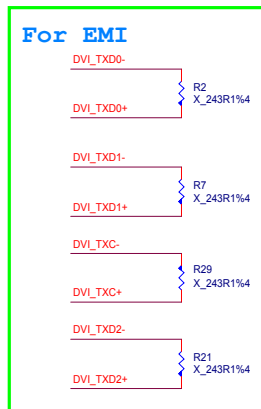 For EMI
DVI_TXD0-
R2
X_243R1%4
DVI_TXD0+
DVI_TXD1-
R7
X_243R1%4
DVI_TXD1+
DVI_TXC-
R29
X_243R1%4
DVI_TXC+
DVI_TXD2-
R21
X_243R1%4
DVI_TXD2+